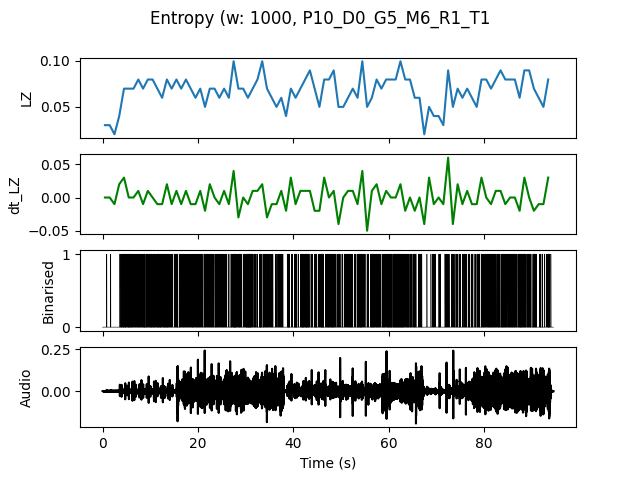 Entropy (w: 1000, P10_D0_G5_M6_R1_T1
0.10
0.05
LZ
0.05
0.00
−0.05
dt_LZ
1
0
Binarised
0.25
0.00
Audio
0 20 40 60 80
Time (s)